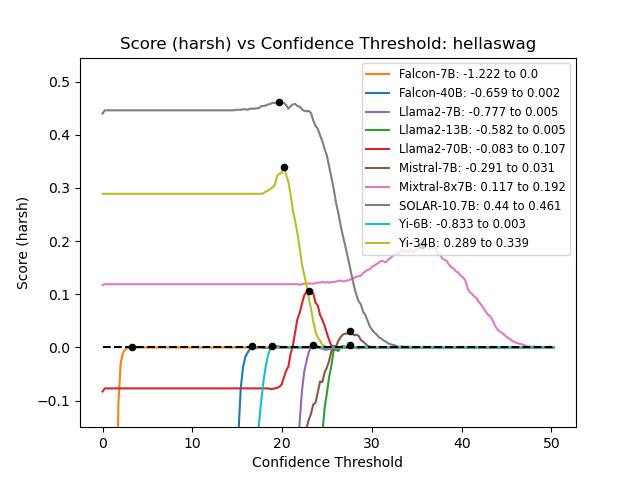 Score (harsh) vs Confidence Threshold: hellaswag
Score (harsh)
0.5
0.4
0.3
0.2
0.1
0.0
−0.1
Falcon-7B: -1.222 to 0.0
Falcon-40B: -0.659 to 0.002
Llama2-7B: -0.777 to 0.005
Llama2-13B: -0.582 to 0.005
Llama2-70B: -0.083 to 0.107
Mistral-7B: -0.291 to 0.031
Mixtral-8x7B: 0.117 to 0.192
SOLAR-10.7B: 0.44 to 0.461
Yi-6B: -0.833 to 0.003
Yi-34B: 0.289 to 0.339
0 10 20 30 40 50
Confidence Threshold